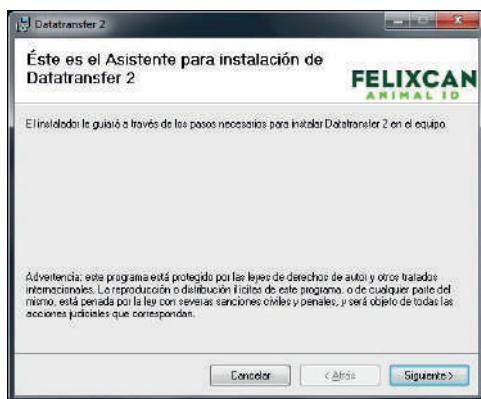 Datatransfer 2
Éste es el Asistente para instalación de
Datatransfer 2
FELIXCAN
ANIMAL ID
El instalador le guiará a través de los pasos necesarios para instalar Datatransfer 2 en el equipo.
Advertencia: este programa está protegido por las leyes de derechos de autor y otros tratados
internacionales. La reproducción o distribución ilícitas de este programa, o de cualquier parte del
mismo, está penada por la ley con severas sanciones civiles y penales, y será objeto de todas las
acciones judiciales que correspondan.
Cancelar
< Atrás
Siguiente >